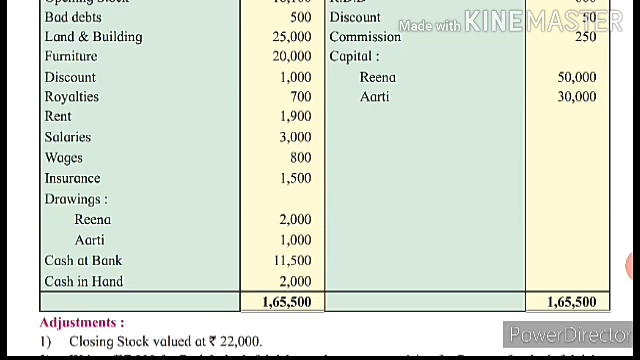 Bad debts 500 Discount 50
Made with KINEMASTER
Land & Building 25,000 Commission 250
Furniture 20,000 Capital :
Discount 1,000 Reena 50,000
Royalties 700 Aarti 30,000
Rent 1,900
Salaries 3,000
Wages 800
Insurance 1,500
Drawings :
Reena 2,000
Aarti 1,000
Cash at Bank 11,500
Cash in Hand 2,000
1,65,500 1,65,500
Adjustments :
PowerDirector
1) Closing Stock valued at ₹ 22,000.